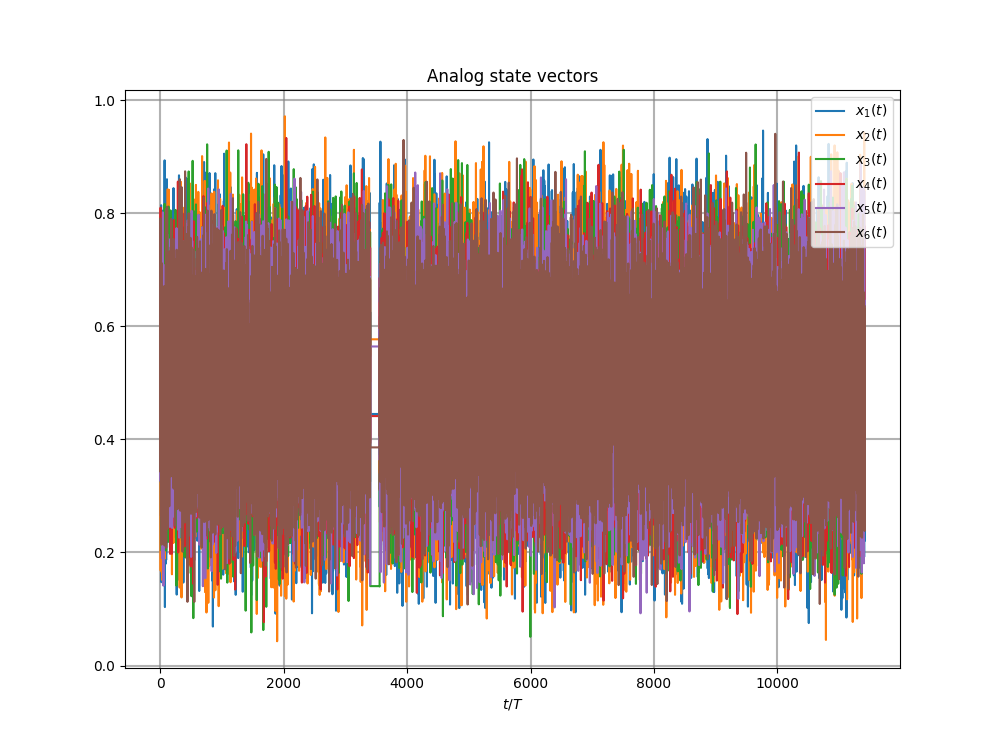 Analog state vectors
1.0
0.8
0.6
0.4
0.2
0.0
0 2000 4000 6000 8000 10000
t/T
x₁(t)
x₂(t)
x₃(t)
x₄(t)
x₅(t)
x₆(t)